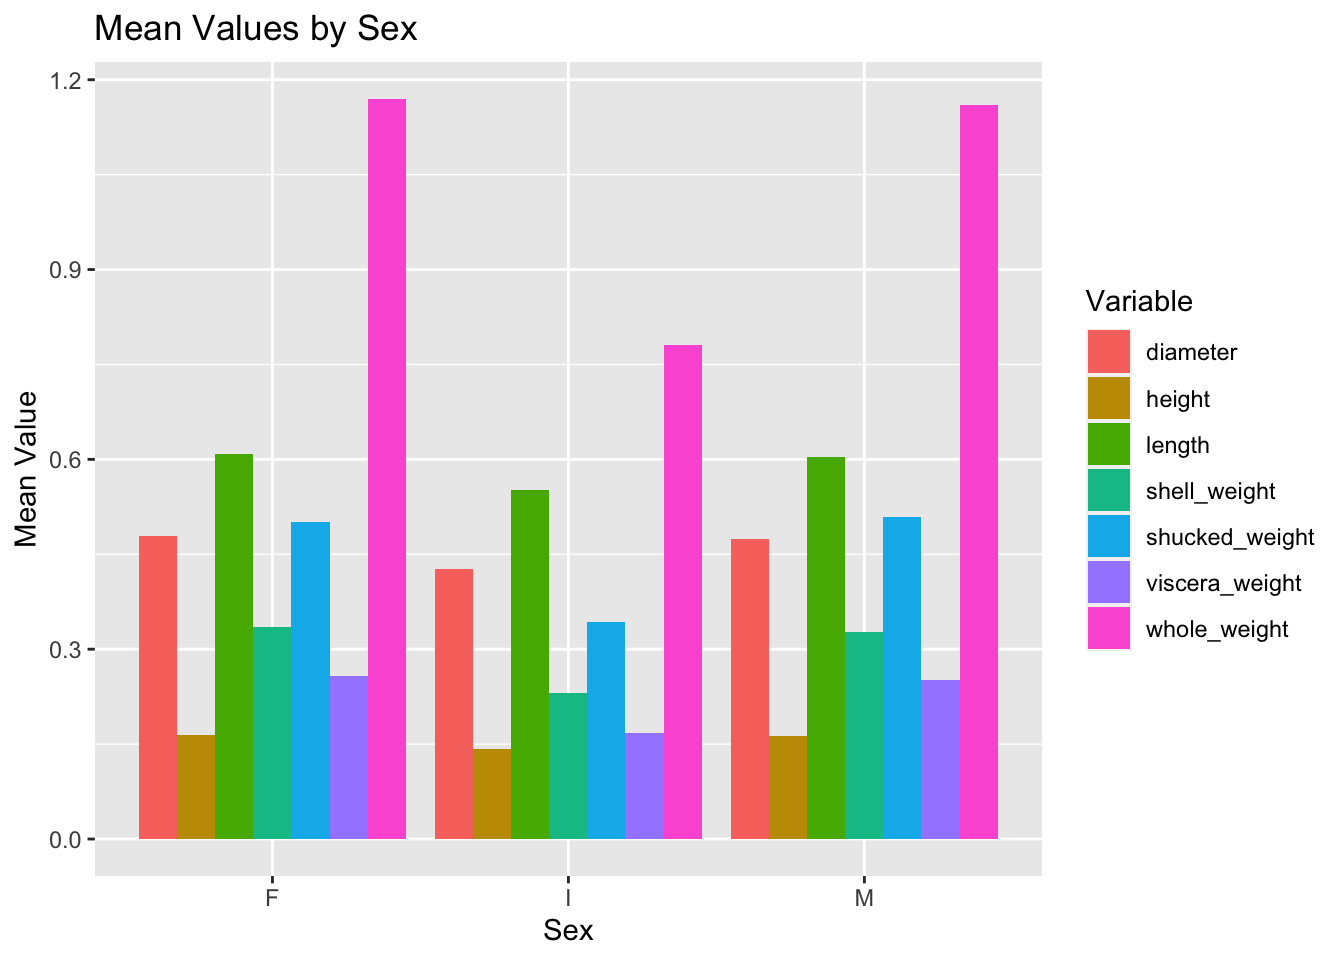 Mean Values by Sex
1.2
0.9
0.6
0.3
0.0
Mean Value
F
I
M
Sex
Variable
diameter
height
length
shell_weight
shucked_weight
viscera_weight
whole_weight